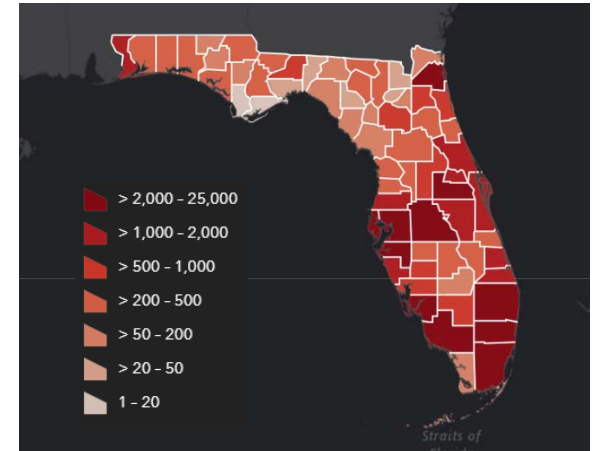 > 2,000 – 25,000
> 1,000 – 2,000
> 500 – 1,000
> 200 – 500
> 50 – 200
> 20 – 50
1 – 20
Straits of